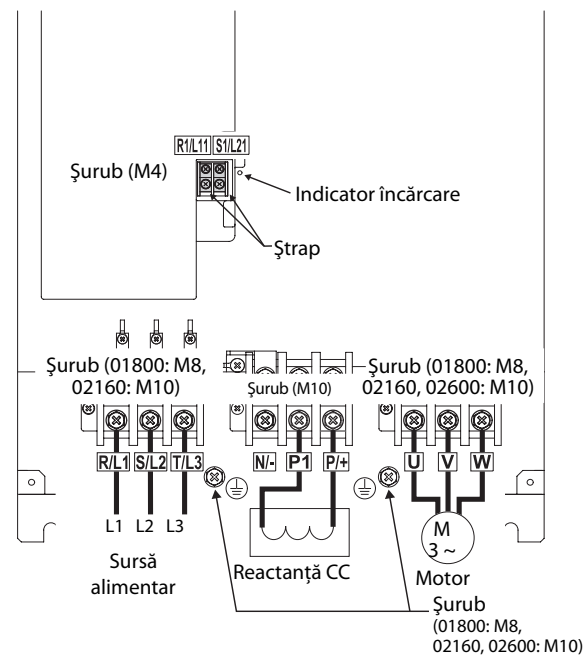 R1/L11 S1/L21
Şurub (M4)
Indicator încărcare
Ştrap
Şurub (01800: M8,
02160: M10)
Şurub (M10)
Şurub (01800: M8,
02160, 02600: M10)
R/L1 S/L2 T/L3
N/- P1 P/+
U V W
L1 L2 L3
Sursă
alimentar
Reactanţă CC
M
3 ~
Motor
Şurub
(01800: M8,
02160, 02600: M10)